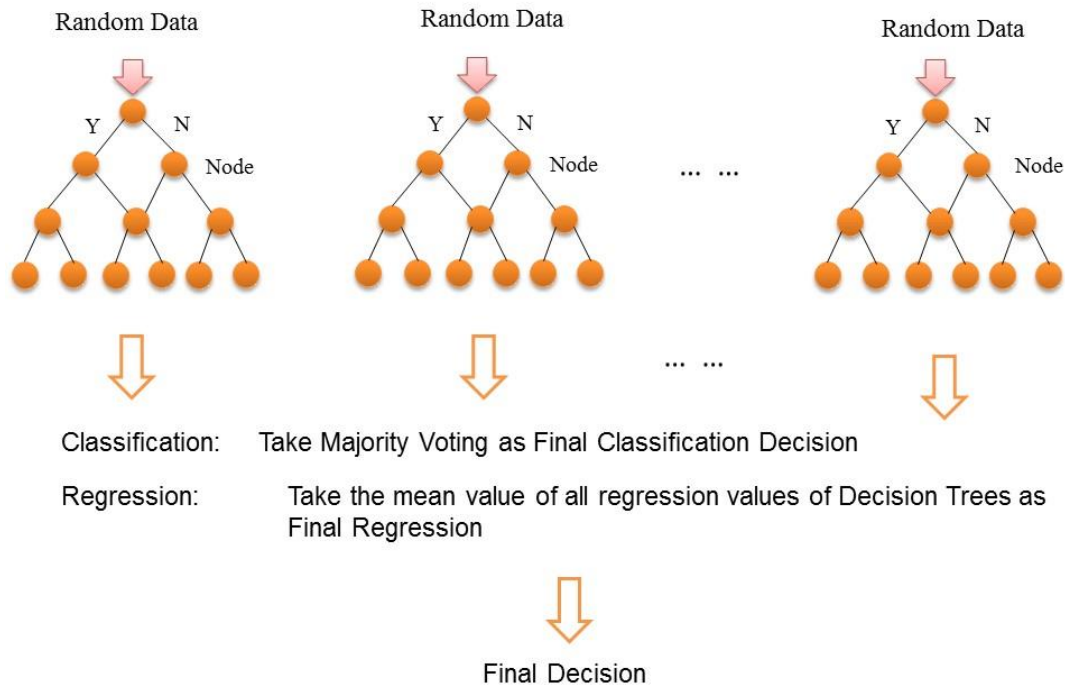 Random Data
Random Data
Random Data
Y
N
Node
Y
N
Node
... ...
Y
N
Node
... ...
Classification: Take Majority Voting as Final Classification Decision
Regression: Take the mean value of all regression values of Decision Trees as
Final Regression
Final Decision